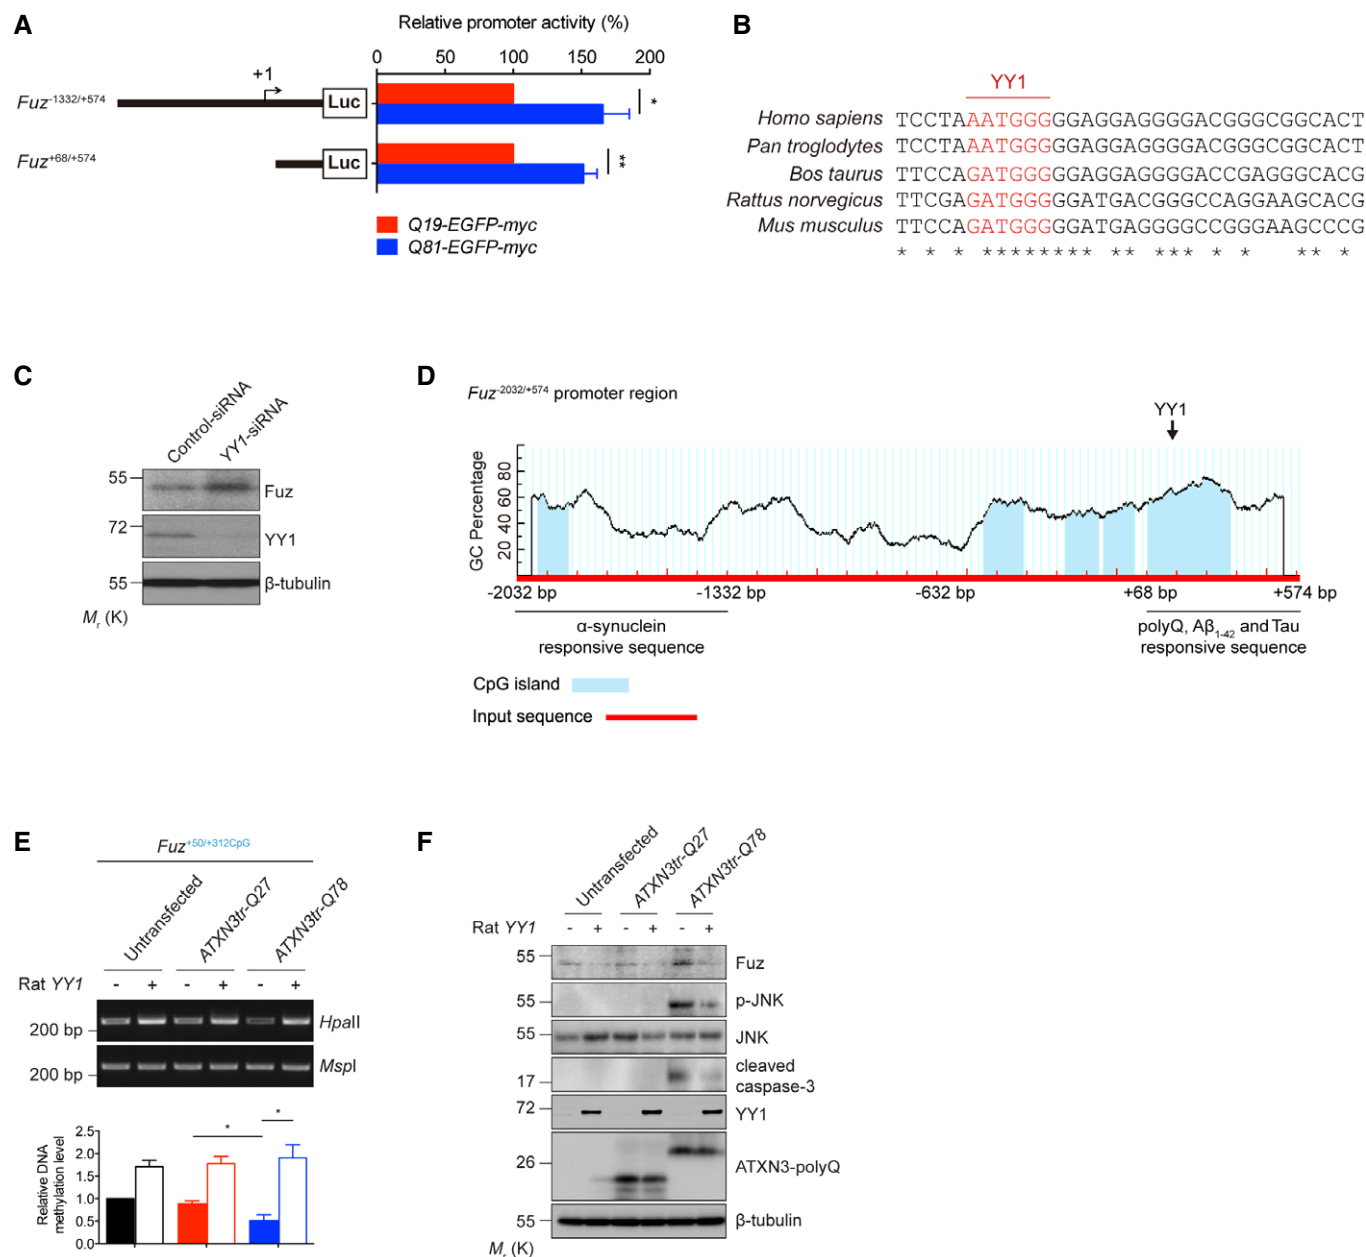 A
Relative promoter activity (%)
0 50 100 150 200
+1
Fuz-1332/+574 Luc *
Fuz+68/+574 Luc **
Q19-EGFP-myc
Q81-EGFP-myc
B
YY1
Homo sapiens TCCTAAATGGGGGAGGAGGGGACGGGCGGCACT
Pan troglodytes TCCTAAATGGGGGAGGAGGGGACGGGCGGCACT
Bos taurus TTCCAGATGGGGGAGGAGGGGACCGAGGGCACG
Rattus norvegicus TTCGAGATGGGGGATGACGGGCCAGGAAGCACG
Mus musculus TTCCAGATGGGGGATGAGGGGCCGGGAAGCCCG
* * * * * * * * * * * * * * * * * * * * *
C
Control-siRNA
YY1-siRNA
55 Fuz
72 YY1
55 β-tubulin
Mr (K)
D
Fuz-2032/+574 promoter region
YY1
GC Percentage
80
60
40
20
-2032 bp -1332 bp -632 bp +68 bp +574 bp
α-synuclein
responsive sequence
polyQ, Aβ1-42 and Tau
responsive sequence
CpG island
Input sequence
E
Fuz+50/+312CpG
Untransfected
ATXN3tr-Q27
ATXN3tr-Q78
Rat YY1 - + - + - +
200 bp HpaII
200 bp MspI
Relative DNA
methylation level
2.5
2.0
1.5
1.0
0.5
0.0
* *
F
Untransfected
ATXN3tr-Q27
ATXN3tr-Q78
Rat YY1 - + - + - +
55 Fuz
55 p-JNK
55 JNK
17 cleaved
caspase-3
72 YY1
26 ATXN3-polyQ
55 β-tubulin
Mr (K)